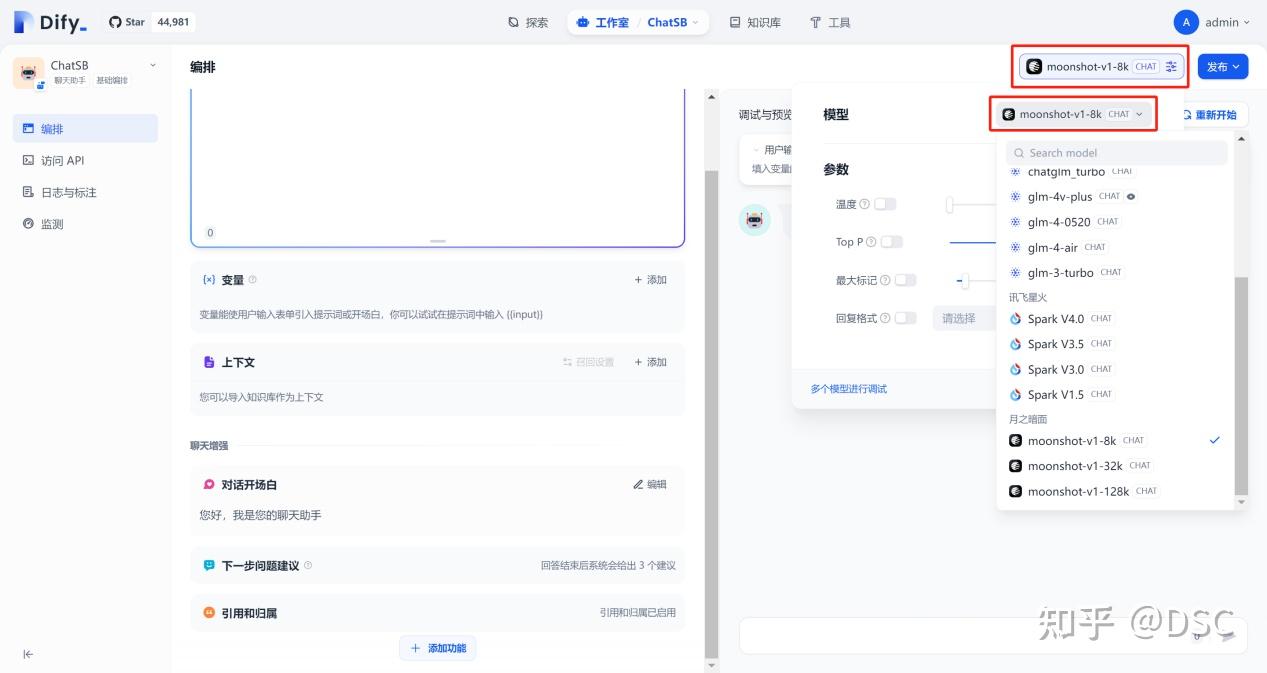 Dify_
Star 44,981
探索
工作室 / ChatSB
知识库
工具
A admin
ChatSB
聊天助手 基础编排
编排
访问 API
日志与标注
监测
编排
moonshot-v1-8k CHAT
发布
0
变量
+ 添加
变量能使用户输入表单引入提示词或开场白，你可以试试在提示词中输入 {{input}}
上下文
召回设置
+ 添加
您可以导入知识库作为上下文
聊天增强
对话开场白
编辑
您好，我是您的聊天助手
下一步问题建议
回答结束后系统会给出 3 个建议
引用和归属
引用和归属已启用
+ 添加功能
调试与预览
重新开始
用户输
填入变量
模型
moonshot-v1-8k CHAT
参数
温度
Top P
最大标记
回复格式
请选择
多个模型进行调试
Search model
chatglm_turbo CHAT
glm-4v-plus CHAT
glm-4-0520 CHAT
glm-4-air CHAT
glm-3-turbo CHAT
讯飞星火
Spark V4.0 CHAT
Spark V3.5 CHAT
Spark V3.0 CHAT
Spark V1.5 CHAT
月之暗面
moonshot-v1-8k CHAT
moonshot-v1-32k CHAT
moonshot-v1-128k CHAT
0
知乎 @DSC